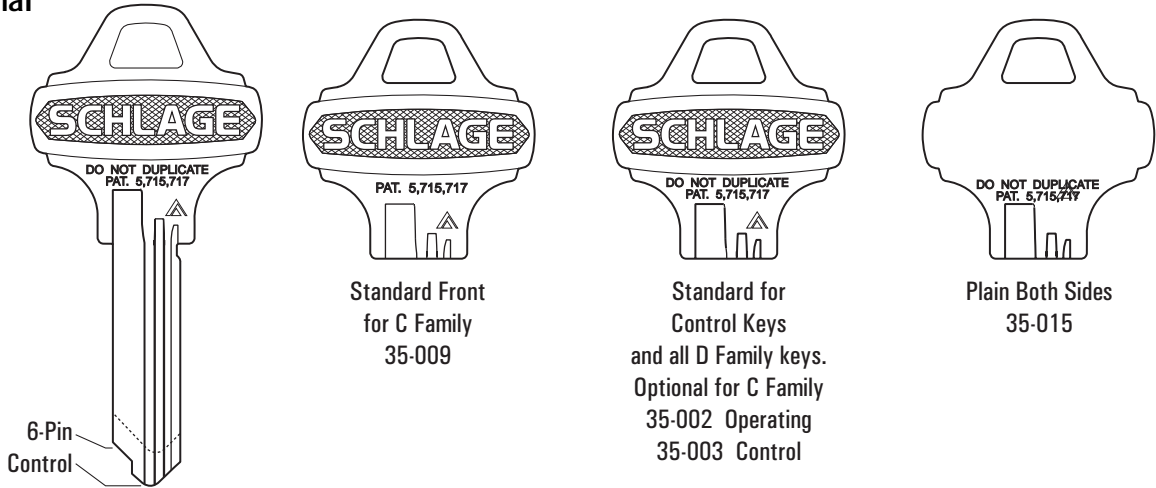 SCHLAGE
DO NOT DUPLICATE
PAT. 5,715,717
6-Pin
Control
SCHLAGE
PAT. 5,715,717
Standard Front
for C Family
35-009
SCHLAGE
DO NOT DUPLICATE
PAT. 5,715,717
Standard for
Control Keys
and all D Family keys.
Optional for C Family
35-002 Operating
35-003 Control
DO NOT DUPLICATE
PAT. 5,715,717
Plain Both Sides
35-015